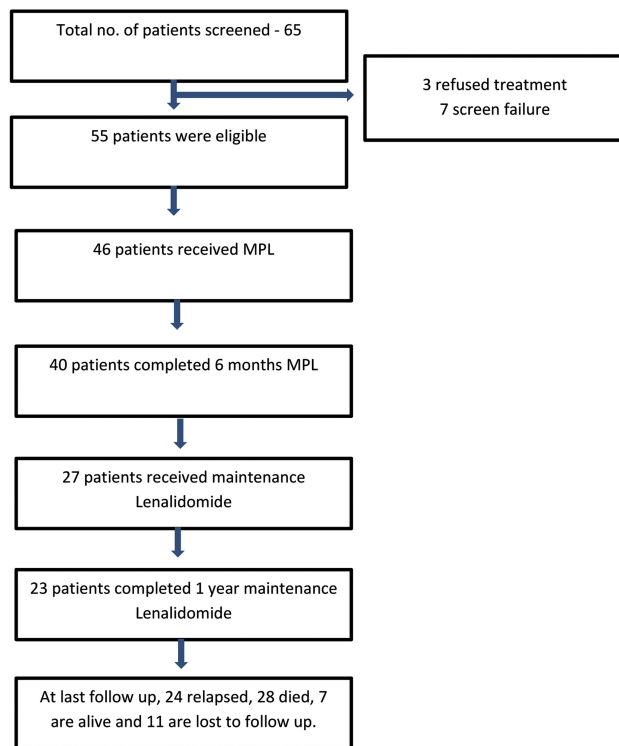 Total no. of patients screened - 65
3 refused treatment
7 screen failure
55 patients were eligible
46 patients received MPL
40 patients completed 6 months MPL
27 patients received maintenance
Lenalidomide
23 patients completed 1 year maintenance
Lenalidomide
At last follow up, 24 relapsed, 28 died, 7
are alive and 11 are lost to follow up.